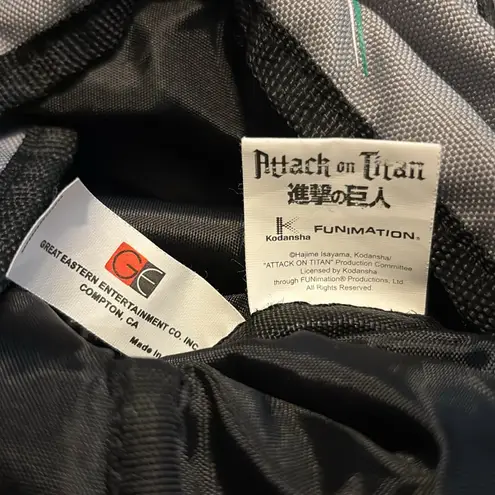 GE
GREAT EASTERN ENTERTAINMENT CO. INC
COMPTON, CA
Made in
Attack on Titan
進撃の巨人
K
Kodansha FUNIMATION®
©Hajime Isayama, Kodansha/
"ATTACK ON TITAN" Production Committee
Licensed by Kodansha
through FUNimation® Productions, Ltd
All Rights Reserved.